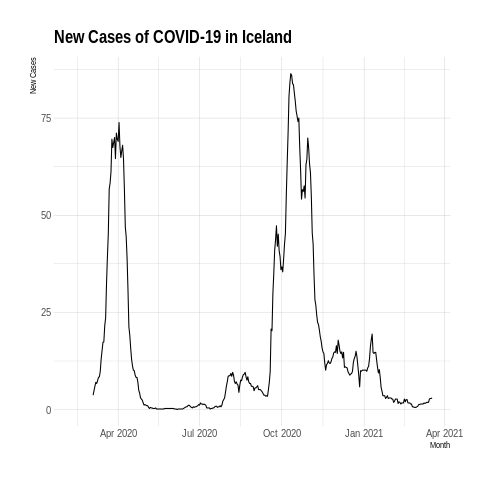 New Cases of COVID-19 in Iceland
New Cases
75
50
25
0
Apr 2020 Jul 2020 Oct 2020 Jan 2021 Apr 2021
Month